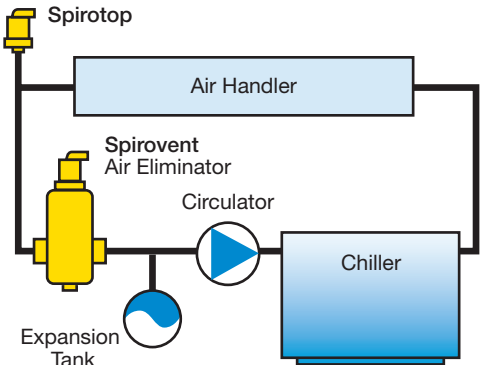 Spirotop
Air Handler
Spirovent
Air Eliminator
Circulator
Chiller
Expansion
Tank